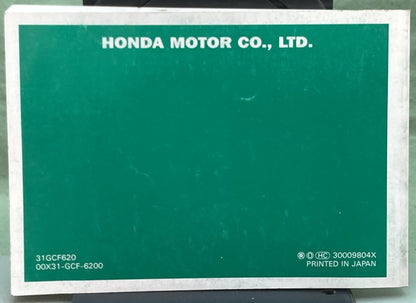 HONDA MOTOR CO., LTD.
31GCF620
00X31-GCF-6200
HC 30009804X
PRINTED IN JAPAN